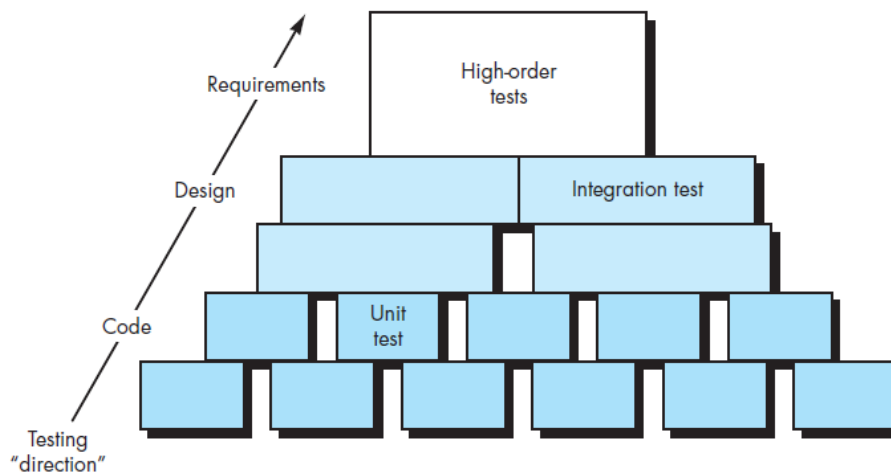 High-order
tests
Requirements
Design
Integration test
Unit
test
Code
Testing
“direction”